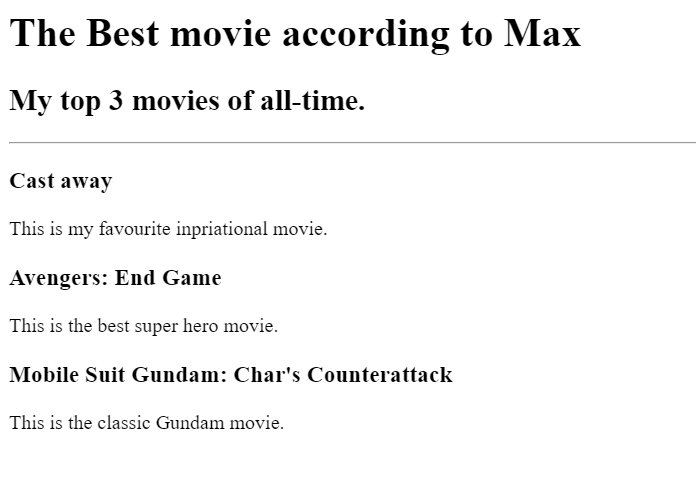 The Best movie according to Max
My top 3 movies of all-time.
Cast away
This is my favourite inpriational movie.
Avengers: End Game
This is the best super hero movie.
Mobile Suit Gundam: Char's Counterattack
This is the classic Gundam movie.